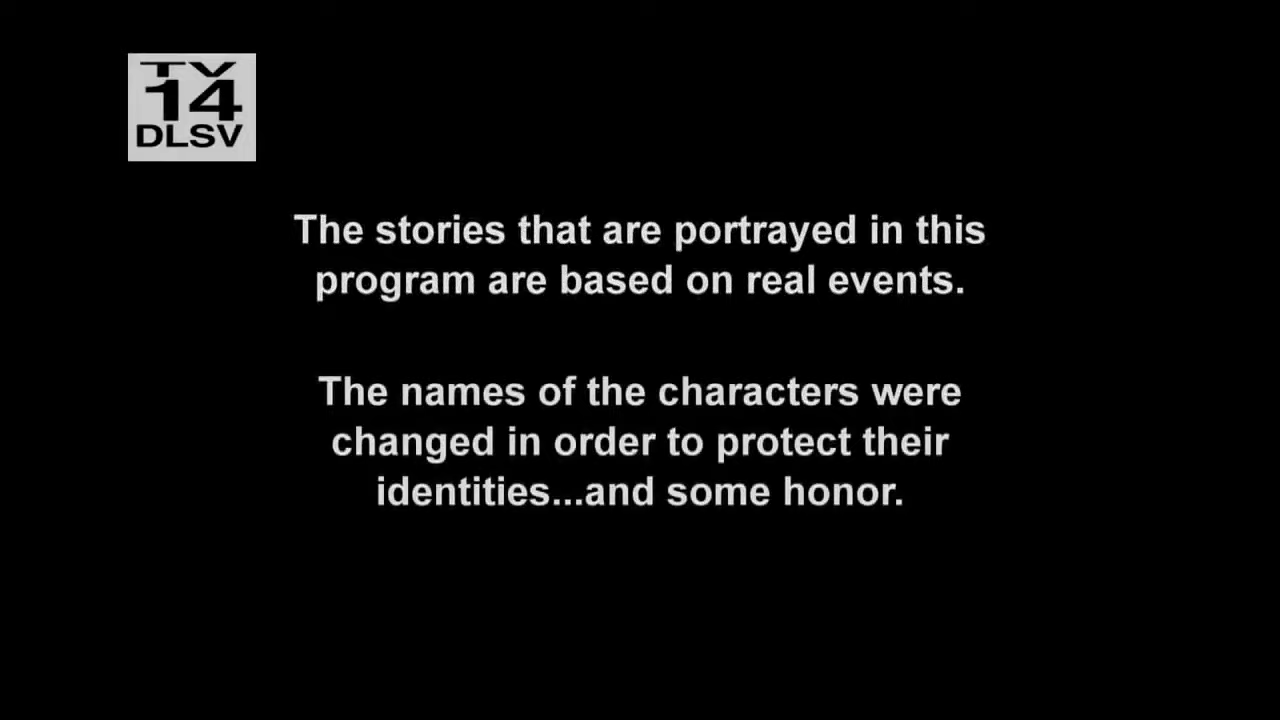 TV
14
DLSV
The stories that are portrayed in this
program are based on real events.
The names of the characters were
changed in order to protect their
identities...and some honor.